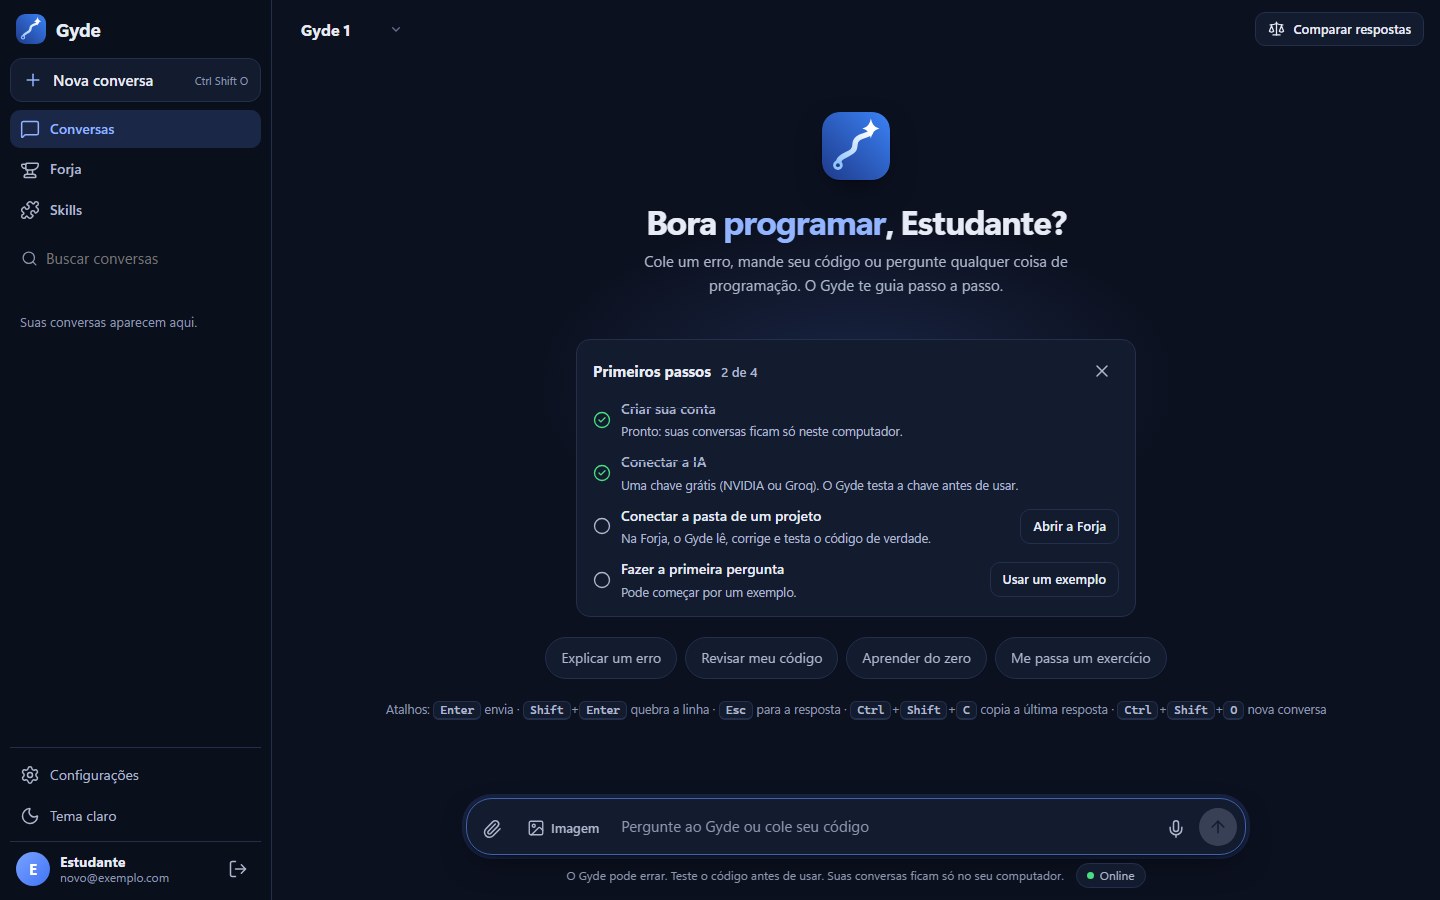 Gyde
Nova conversa Ctrl Shift O
Conversas
Forja
Skills
Buscar conversas
Suas conversas aparecem aqui.
Configurações
Tema claro
E
Estudante
novo@exemplo.com
Gyde 1
Comparar respostas
Bora programar, Estudante?
Cole um erro, mande seu código ou pergunte qualquer coisa de
programação. O Gyde te guia passo a passo.
Primeiros passos 2 de 4
Criar sua conta
Pronto: suas conversas ficam só neste computador.
Conectar a IA
Uma chave grátis (NVIDIA ou Groq). O Gyde testa a chave antes de usar.
Conectar a pasta de um projeto
Na Forja, o Gyde lê, corrige e testa o código de verdade.
Abrir a Forja
Fazer a primeira pergunta
Pode começar por um exemplo.
Usar um exemplo
Explicar um erro
Revisar meu código
Aprender do zero
Me passa um exercício
Atalhos: Enter envia · Shift+Enter quebra a linha · Esc para a resposta · Ctrl+Shift+C copia a última resposta · Ctrl+Shift+O nova conversa
Imagem
Pergunte ao Gyde ou cole seu código
O Gyde pode errar. Teste o código antes de usar. Suas conversas ficam só no seu computador.
Online